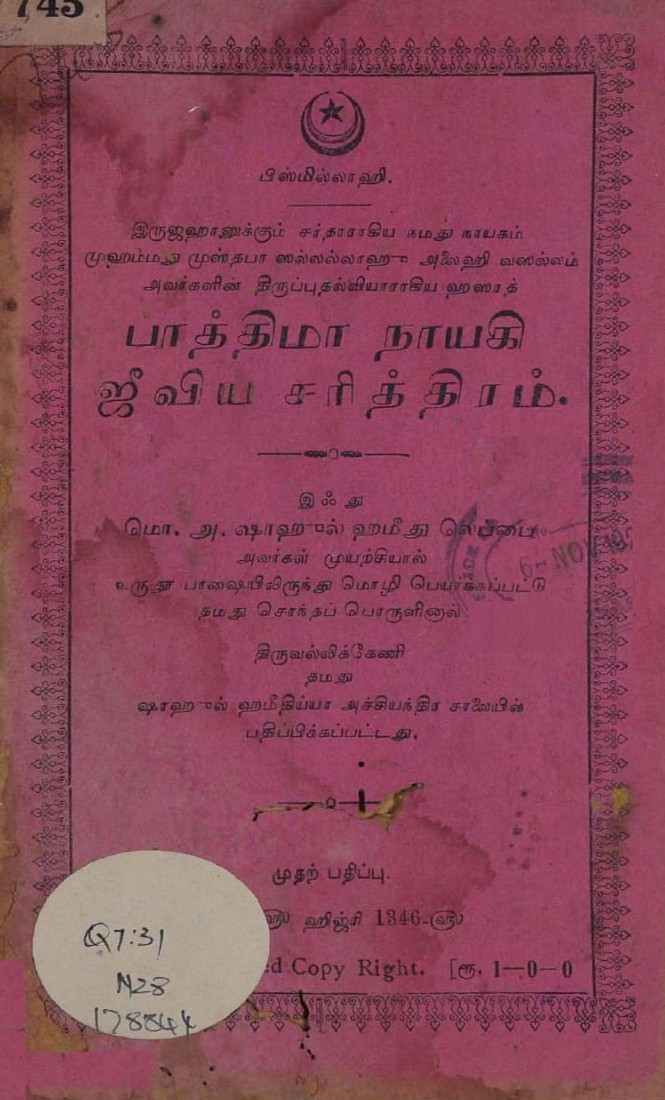 745
பிஸ்மில்லாஹி.
இருஜஹானுக்கும் சர்தாராகிய நமது நாயகம்
முஹம்மது முஸ்தபா ஸல்லல்லாஹு அலைஹி வஸல்லம்
அவர்களின் திருப்புதல்வியாராகிய ஹஸரத்
பாத்திமா நாயகி
ஜீவிய சரித்திரம்.
இஃது
மொ. அ. ஷாஹுல் ஹமீது லெப்பை
அவர்கள் முயற்சியால்
உருதூ பாஷையிலிருந்து மொழி பெயர்க்கப்பட்டு
தமது சொந்தப் பொருளினால்
திருவல்லிக்கேணி
தமது
ஷாஹுல் ஹமீதிய்யா அச்சியந்திர சாலையில்
பதிப்பிக்கப்பட்டது.
முதற் பதிப்பு.
ஹிஜ்ரி 1346-௵
ed Copy Right. [ரூ. 1—0—0
Q7:31
N28
178844